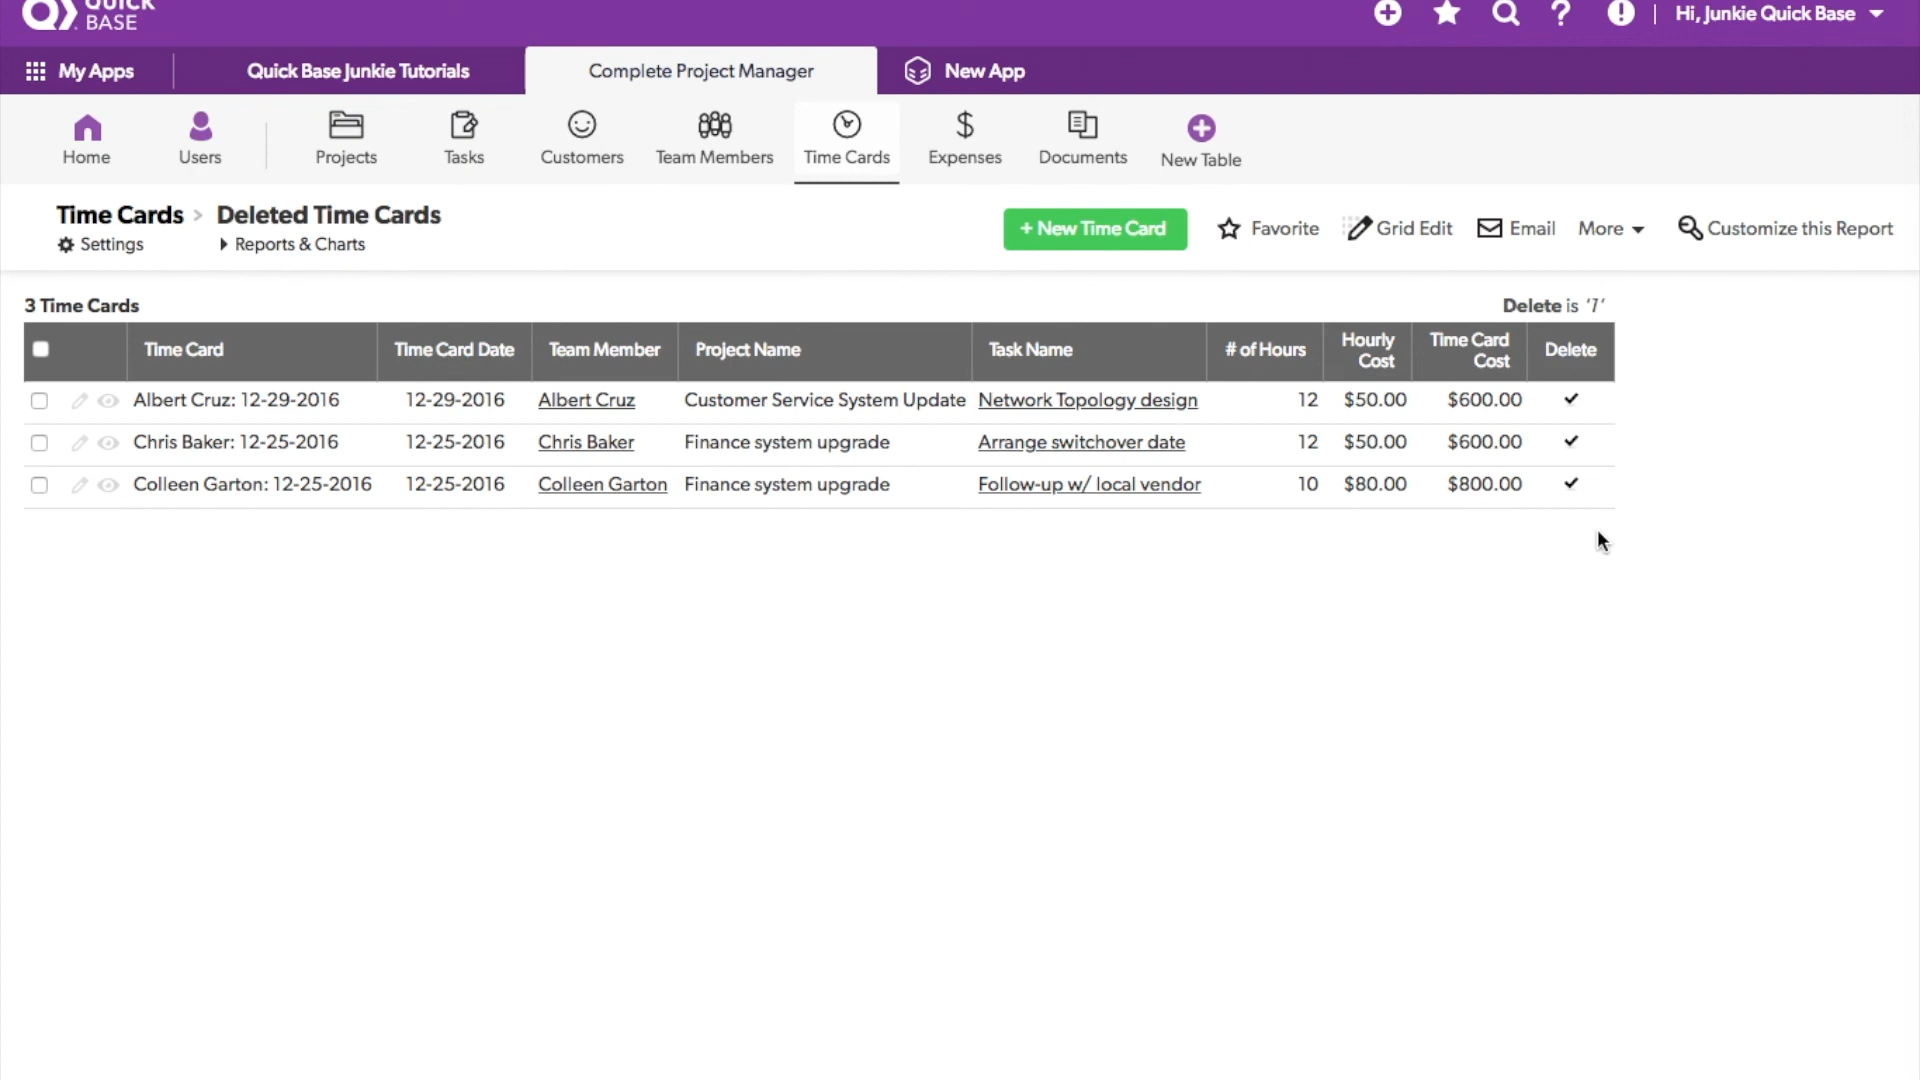 QUICK
BASE
Hi, Junkie Quick Base
My Apps
Quick Base Junkie Tutorials
Complete Project Manager
New App
Home
Users
Projects
Tasks
Customers
Team Members
Time Cards
Expenses
Documents
New Table
Time Cards > Deleted Time Cards
Settings
Reports & Charts
+ New Time Card
Favorite
Grid Edit
Email
More
Customize this Report
3 Time Cards
Delete is '1'
Time Card Time Card Date Team Member Project Name Task Name # of Hours Hourly Cost Time Card Cost Delete
Albert Cruz: 12-29-2016 12-29-2016 Albert Cruz Customer Service System Update Network Topology design 12 $50.00 $600.00
Chris Baker: 12-25-2016 12-25-2016 Chris Baker Finance system upgrade Arrange switchover date 12 $50.00 $600.00
Colleen Garton: 12-25-2016 12-25-2016 Colleen Garton Finance system upgrade Follow-up w/ local vendor 10 $80.00 $800.00